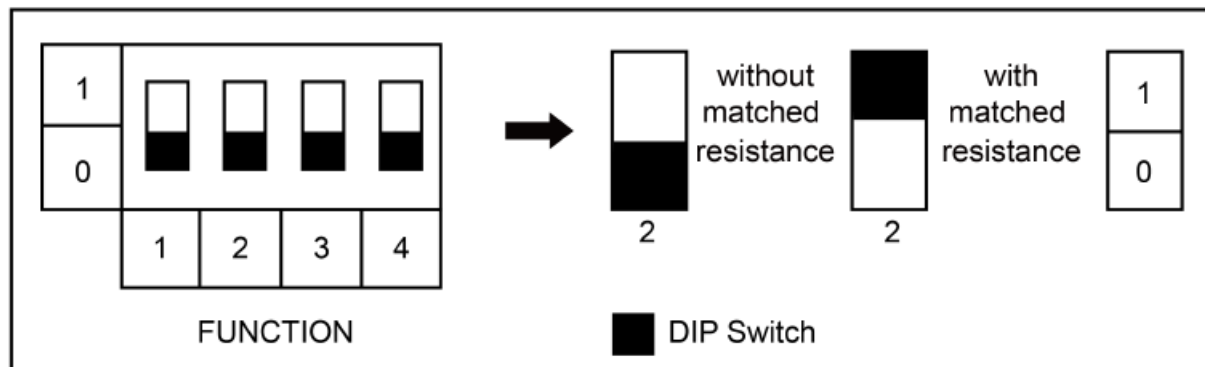 1
0
1 2 3 4
FUNCTION
without
matched
resistance
2
with
matched
resistance
2
1
0
DIP Switch